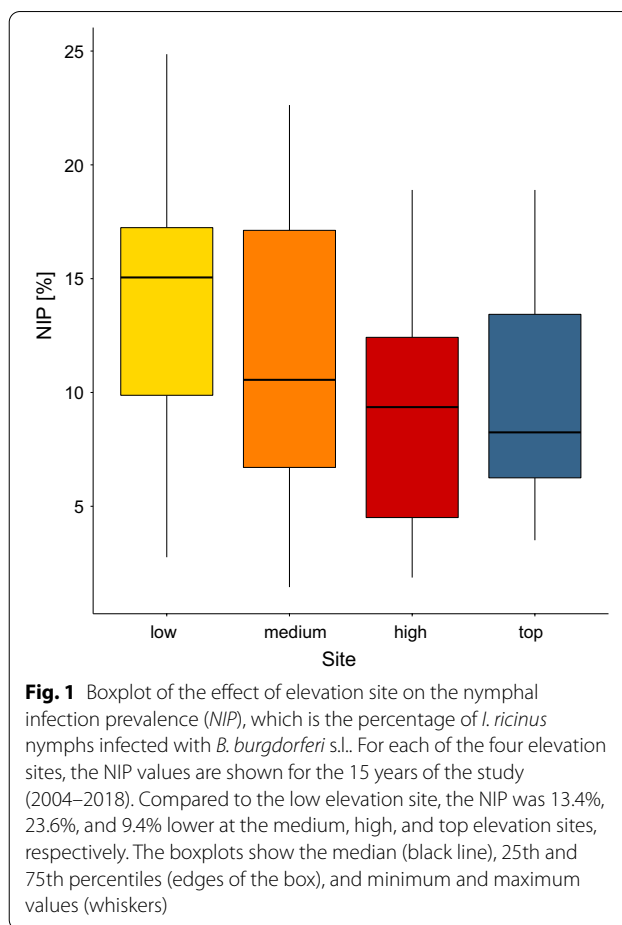 25
20
15
10
5
NIP [%]
low medium high top
Site
Fig. 1 Boxplot of the effect of elevation site on the nymphal
infection prevalence (NIP), which is the percentage of I. ricinus
nymphs infected with B. burgdorferi s.l.. For each of the four elevation
sites, the NIP values are shown for the 15 years of the study
(2004–2018). Compared to the low elevation site, the NIP was 13.4%,
23.6%, and 9.4% lower at the medium, high, and top elevation sites,
respectively. The boxplots show the median (black line), 25th and
75th percentiles (edges of the box), and minimum and maximum
values (whiskers)